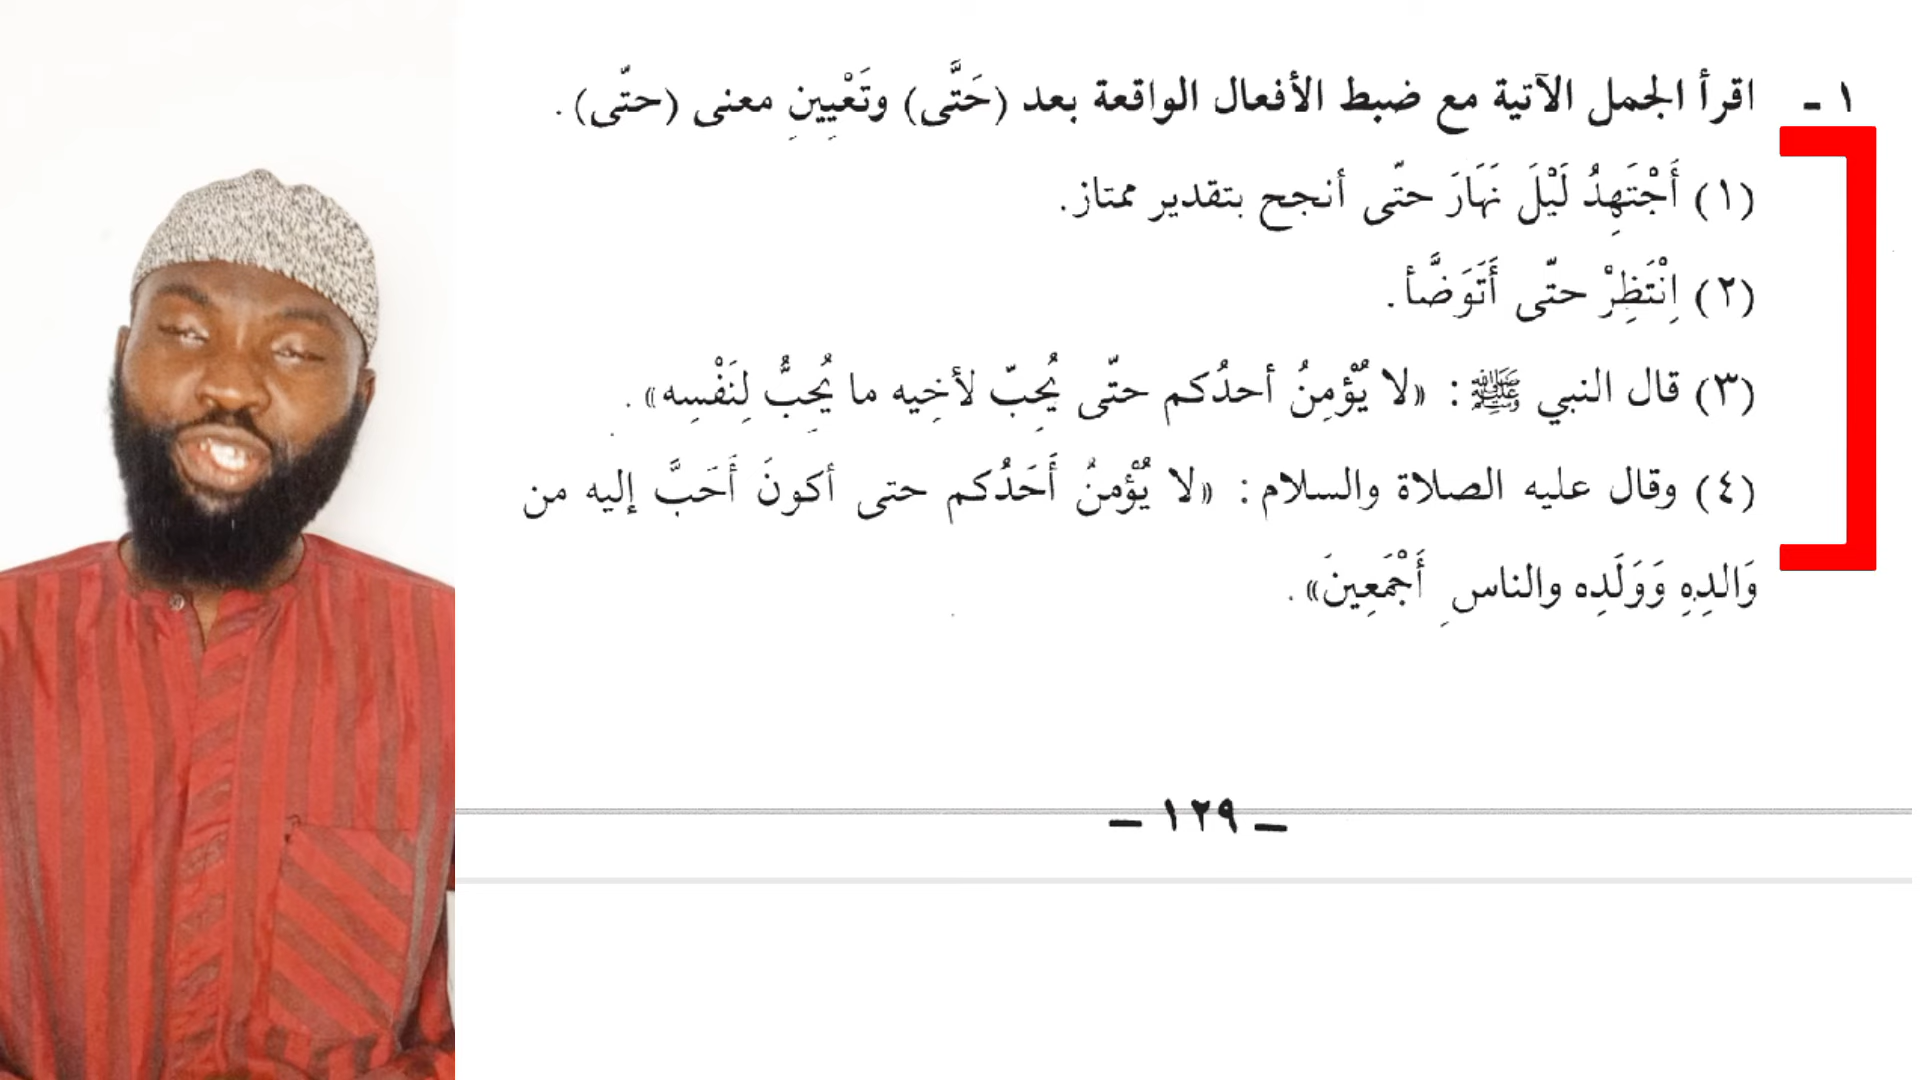 ١ - اقرأ الجمل الآتية مع ضبط الأفعال الواقعة بعد (حَتَّى) وتَعْيِينِ معنى (حتّى).
(١) أَجْتَهِدُ لَيْلَ نَهَارَ حتّى أنجح بتقدير ممتاز.
(٢) اِنْتَظِرْ حتّى أَتَوَضَّأ.
(٣) قال النبي ﷺ: «لا يُؤْمِنُ أحدُكم حتّى يُحِبّ لأخِيه ما يُحِبُّ لِنَفْسِه».
(٤) وقال عليه الصلاة والسلام: «لا يُؤْمنُ أَحَدُكم حتى أكونَ أَحَبَّ إليه من
وَالدِهِ وَوَلَدِه والناسِ أَجْمَعِينَ».
- ١٢٩ -